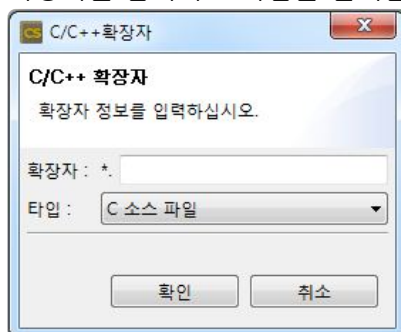 CS C/C++확장자
C/C++ 확장자
확장자 정보를 입력하십시오.
확장자 : *.
타입 : C 소스 파일
확인 취소